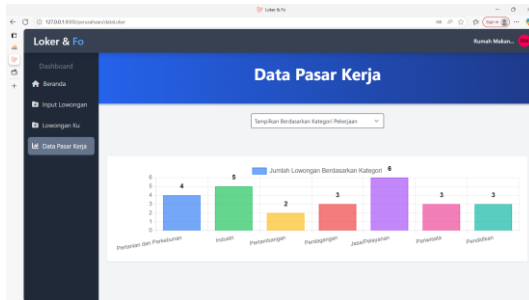 Loker & Fo
127.0.0.1:8000/perusahaan/dataLoker
Sign in
Loker & Fo
Rumah Makan...
Dashboard
Beranda
Input Lowongan
Lowongan Ku
Data Pasar Kerja
Data Pasar Kerja
Tampilkan Berdasarkan Kategori Pekerjaan
Jumlah Lowongan Berdasarkan Kategori
6
5
4
3
2
1
0
4
5
2
3
6
3
3
Pertanian dan Perkebunan
Industri
Pertambangan
Perdagangan
Jasa/Pelayanan
Pariwisata
Pendidikan